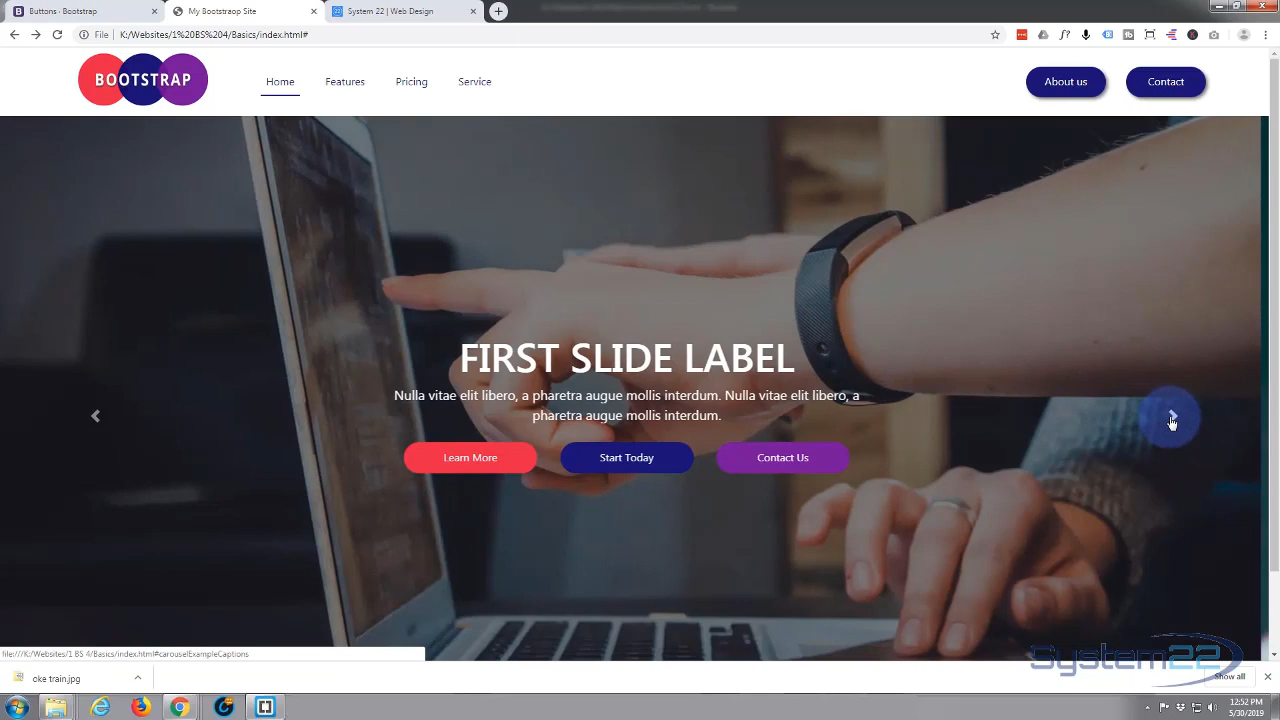 Buttons · Bootstrap
My Bootstraop Site
System 22 | Web Design
File
K:/Websites/1%20BS%204/Basics/index.html#
BOOTSTRAP
Home
Features
Pricing
Service
About us
Contact
FIRST SLIDE LABEL
Nulla vitae elit libero, a pharetra augue mollis interdum. Nulla vitae elit libero, a
pharetra augue mollis interdum.
Learn More
Start Today
Contact Us
file:///K:/Websites/1 BS 4/Basics/index.html#carouselExampleCaptions
System22
oke train.jpg
Show all
12:52 PM
5/30/2019